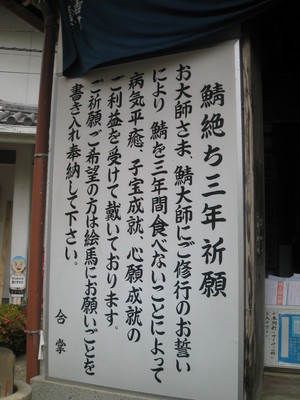 鯖絶ち三年祈願
お大師さま、鯖大師にご修行のお誓い
により 鯖を三年間食べないことによって
病気平癒、子宝成就、心願成就の
ご利益を受けて戴いております。
ご祈願ご希望の方は絵馬にお願いごとを
書き入れ奉納して下さい。
合掌